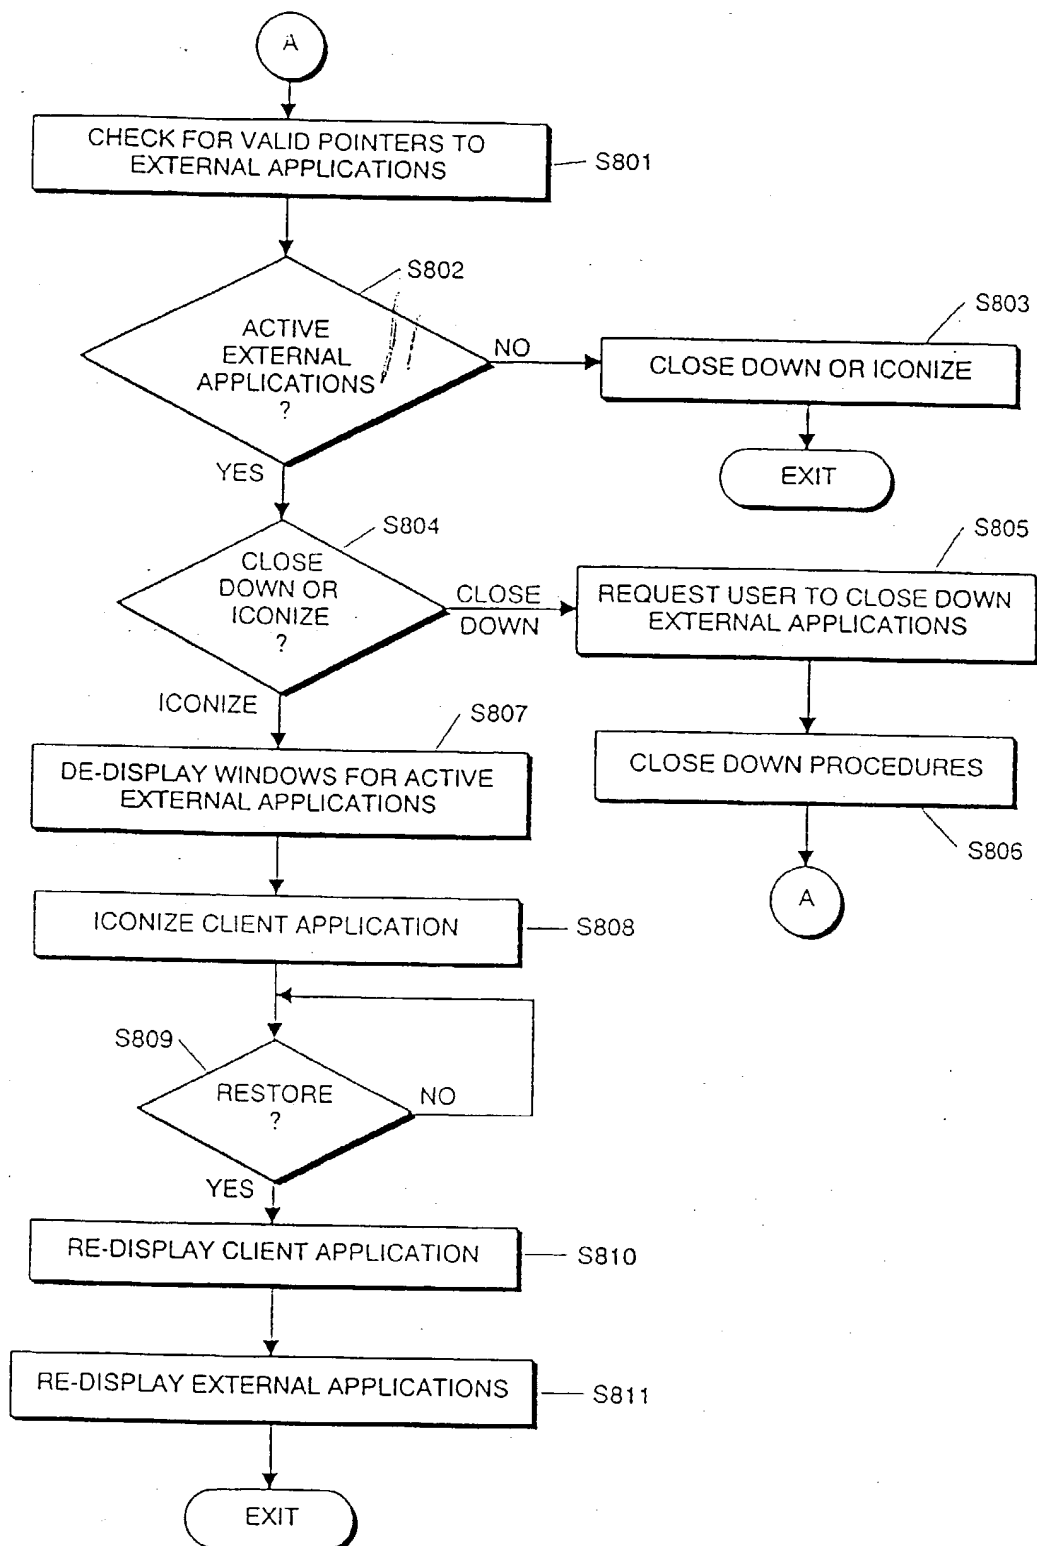 A
CHECK FOR VALID POINTERS TO
EXTERNAL APPLICATIONS
S801
S802
ACTIVE
EXTERNAL
APPLICATIONS
?
NO
S803
CLOSE DOWN OR ICONIZE
EXIT
YES
S804
CLOSE
DOWN OR
ICONIZE
?
CLOSE
DOWN
S805
REQUEST USER TO CLOSE DOWN
EXTERNAL APPLICATIONS
CLOSE DOWN PROCEDURES
S806
A
ICONIZE
S807
DE-DISPLAY WINDOWS FOR ACTIVE
EXTERNAL APPLICATIONS
ICONIZE CLIENT APPLICATION
S808
S809
RESTORE
?
NO
YES
RE-DISPLAY CLIENT APPLICATION
S810
RE-DISPLAY EXTERNAL APPLICATIONS
S811
EXIT